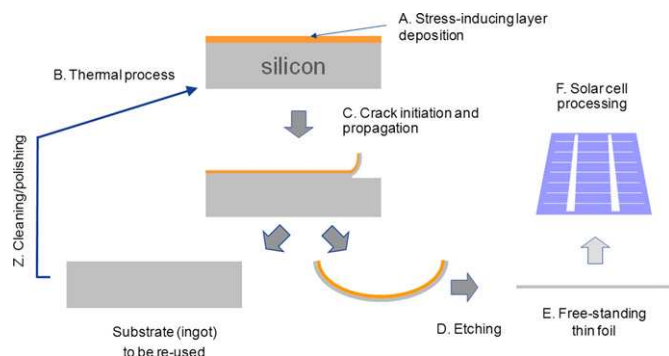 A. Stress-inducing layer
deposition
B. Thermal process
silicon
F. Solar cell
processing
C. Crack initiation and
propagation
Z. Cleaning/polishing
D. Etching
E. Free-standing
thin foil
Substrate (ingot)
to be re-used